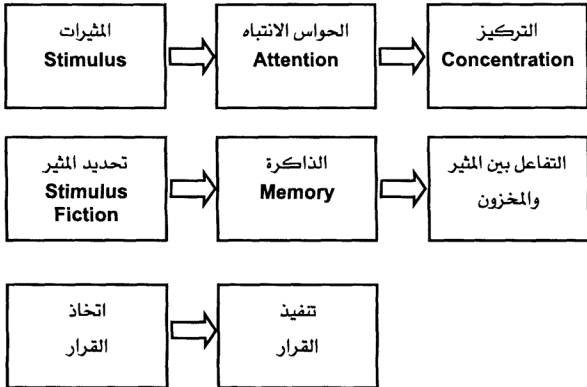 المثيرات
Stimulus
الحواس الانتباه
Attention
التركيز
Concentration
تحديد المثير
Stimulus
Fiction
الذاكرة
Memory
التفاعل بين المثير
والمخزون
اتخاذ
القرار
تنفيذ
القرار